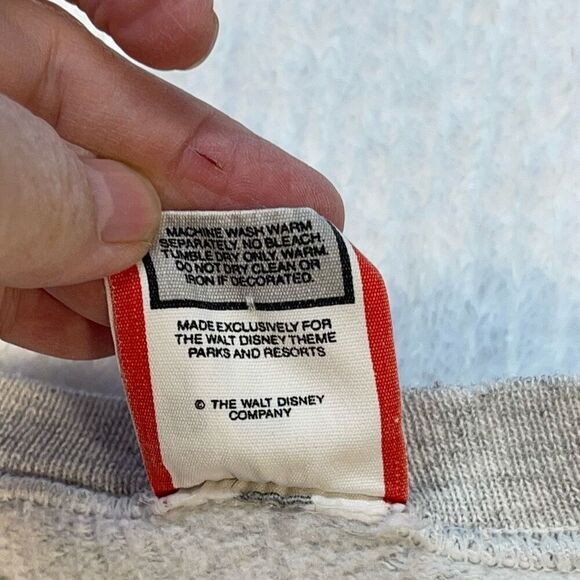 MACHINE WASH WARM
SEPARATELY. NO BLEACH
TUMBLE DRY ONLY, WARM.
DO NOT DRY CLEAN OR
IRON IF DECORATED.
MADE EXCLUSIVELY FOR
THE WALT DISNEY THEME
PARKS AND RESORTS
© THE WALT DISNEY
COMPANY